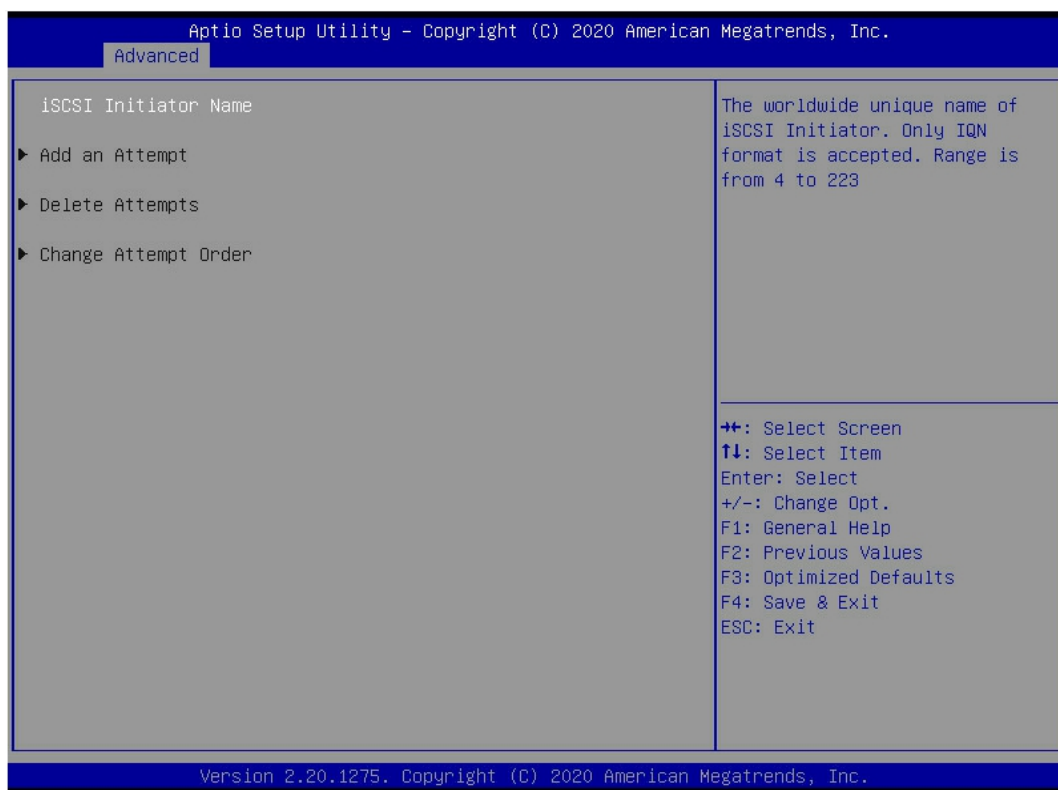 Aptio Setup Utility – Copyright (C) 2020 American Megatrends, Inc.
Advanced
iSCSI Initiator Name
▶ Add an Attempt
▶ Delete Attempts
▶ Change Attempt Order
The worldwide unique name of
iSCSI Initiator. Only IQN
format is accepted. Range is
from 4 to 223
→←: Select Screen
↑↓: Select Item
Enter: Select
+/-: Change Opt.
F1: General Help
F2: Previous Values
F3: Optimized Defaults
F4: Save & Exit
ESC: Exit
Version 2.20.1275. Copyright (C) 2020 American Megatrends, Inc.